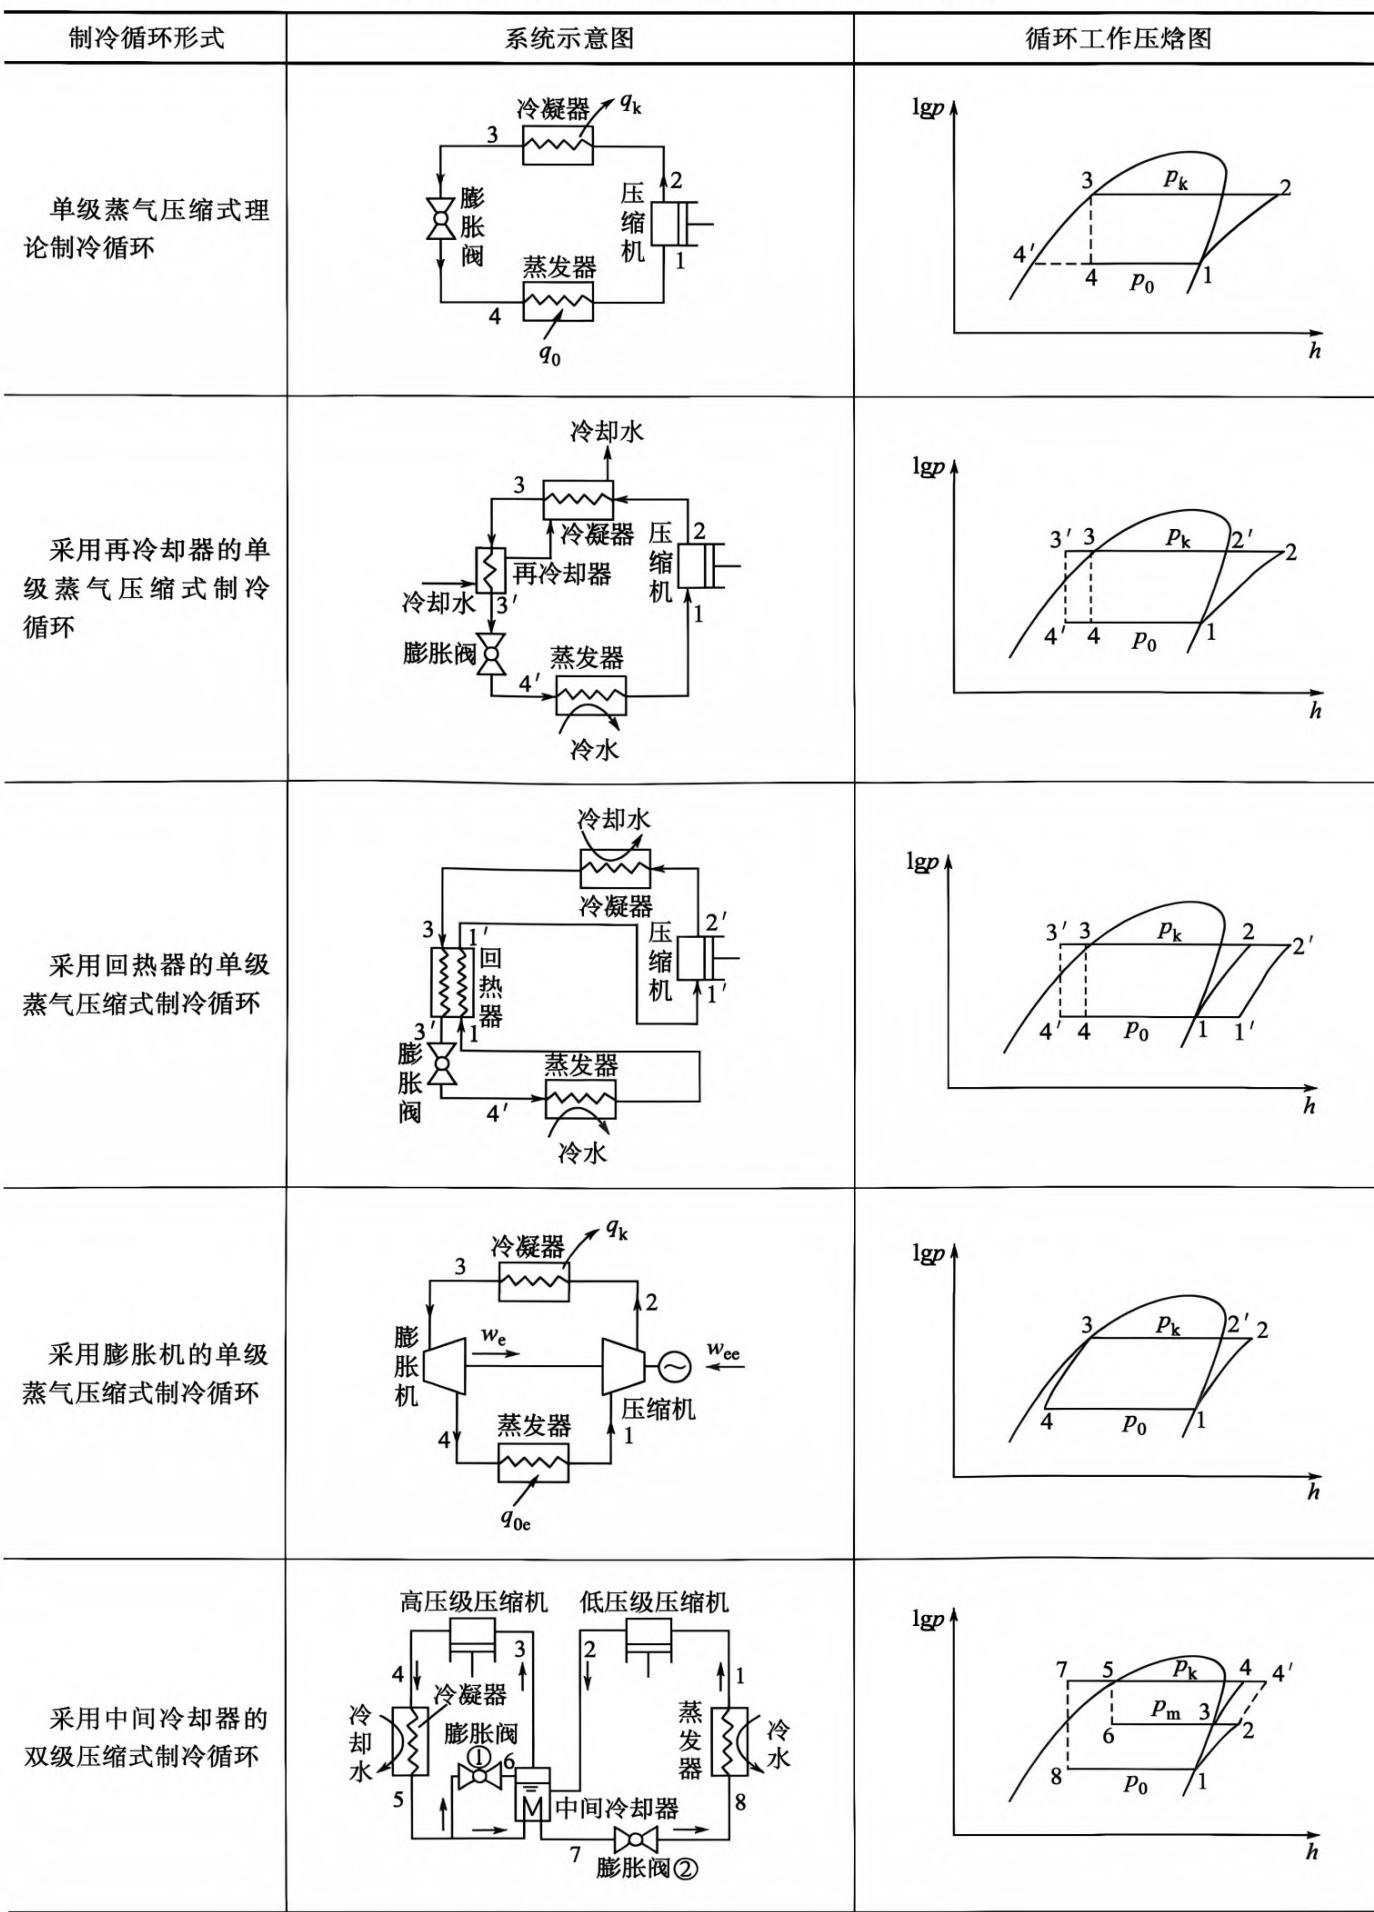 制冷循环形式 系统示意图 循环工作压焓图
单级蒸气压缩式理
论制冷循环
冷凝器
qk
3
2
膨胀阀
压缩机
1
蒸发器
4
q0
lgp
3
pk
2
4′
4
p0
1
h
采用再冷却器的单
级蒸气压缩式制冷
循环
冷却水
3
2
冷凝器
压缩机
再冷却器
冷却水
3′
1
膨胀阀
蒸发器
4′
冷水
lgp
3′
3
pk
2′
2
4′
4
p0
1
h
采用回热器的单级
蒸气压缩式制冷循环
冷却水
冷凝器
3
1′
2′
回热器
压缩机
1′
3′
1
膨胀阀
蒸发器
4′
冷水
lgp
3′
3
pk
2
2′
4′
4
p0
1
1′
h
采用膨胀机的单级
蒸气压缩式制冷循环
qk
冷凝器
3
2
膨胀机
we
wee
压缩机
蒸发器
4
1
q0e
lgp
3
pk
2′
2
4
p0
1
h
采用中间冷却器的
双级压缩式制冷循环
高压级压缩机
低压级压缩机
3
2
4
1
冷凝器
冷却水
膨胀阀
①
6
蒸发器
冷水
5
中间冷却器
8
7
膨胀阀②
lgp
7
5
pk
4
4′
pm
3
6
2
8
p0
1
h